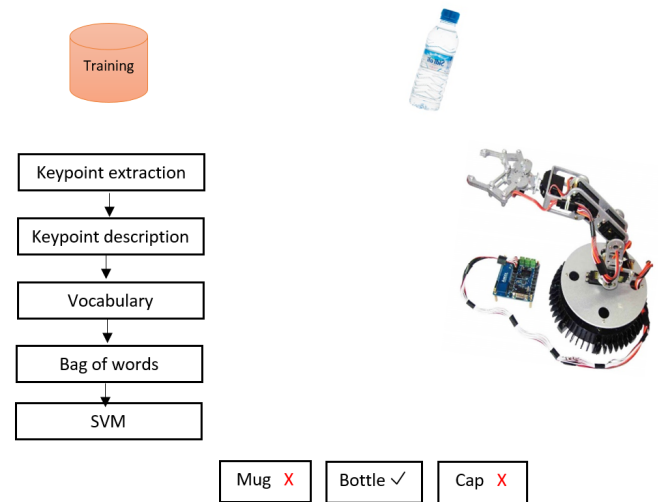 Training
Keypoint extraction
Keypoint description
Vocabulary
Bag of words
SVM
Mug X
Bottle ✓
Cap X